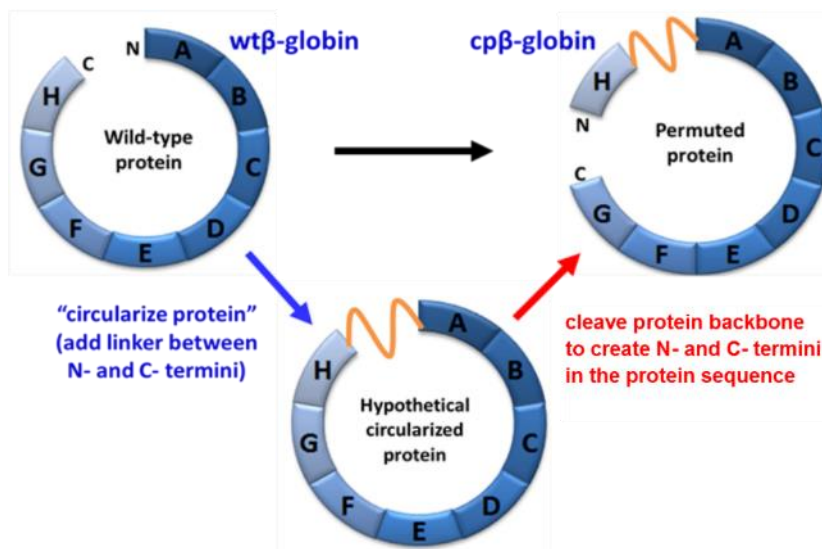 wtβ-globin
N
C
A
B
C
D
E
F
G
H
Wild-type
protein
cpβ-globin
H
A
B
C
D
E
F
G
N
C
Permuted
protein
“circularize protein”
(add linker between
N- and C- termini)
H
A
B
C
D
E
F
G
Hypothetical
circularized
protein
cleave protein backbone
to create N- and C- termini
in the protein sequence